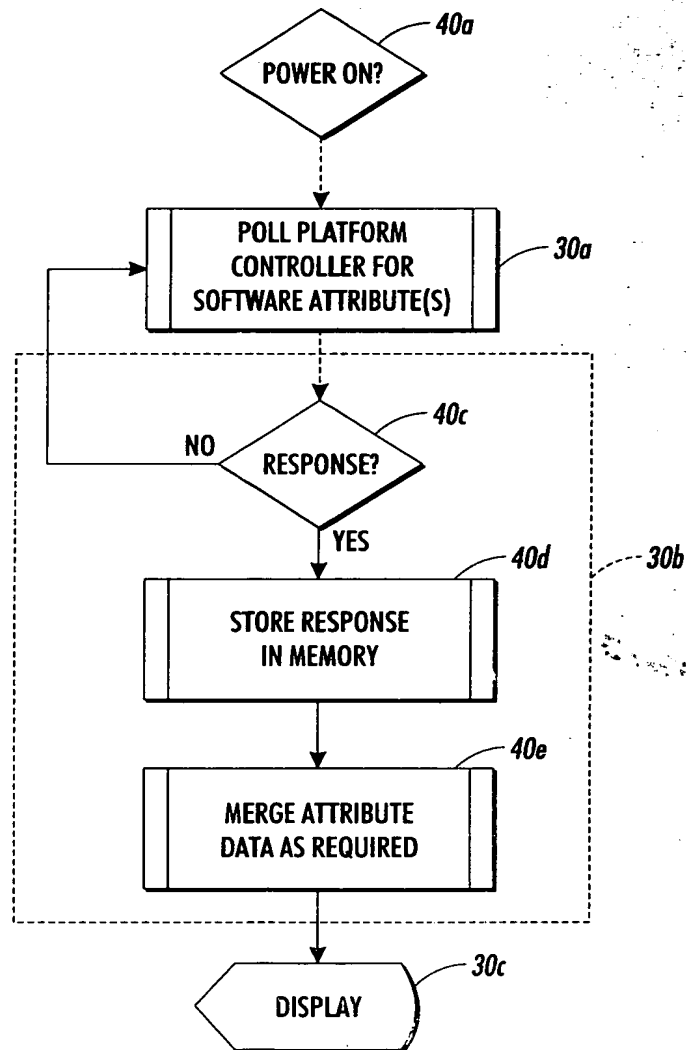 40a
POWER ON?
POLL PLATFORM
CONTROLLER FOR
SOFTWARE ATTRIBUTE(S)
30a
40c
NO
RESPONSE?
YES
40d
30b
STORE RESPONSE
IN MEMORY
40e
MERGE ATTRIBUTE
DATA AS REQUIRED
30c
DISPLAY